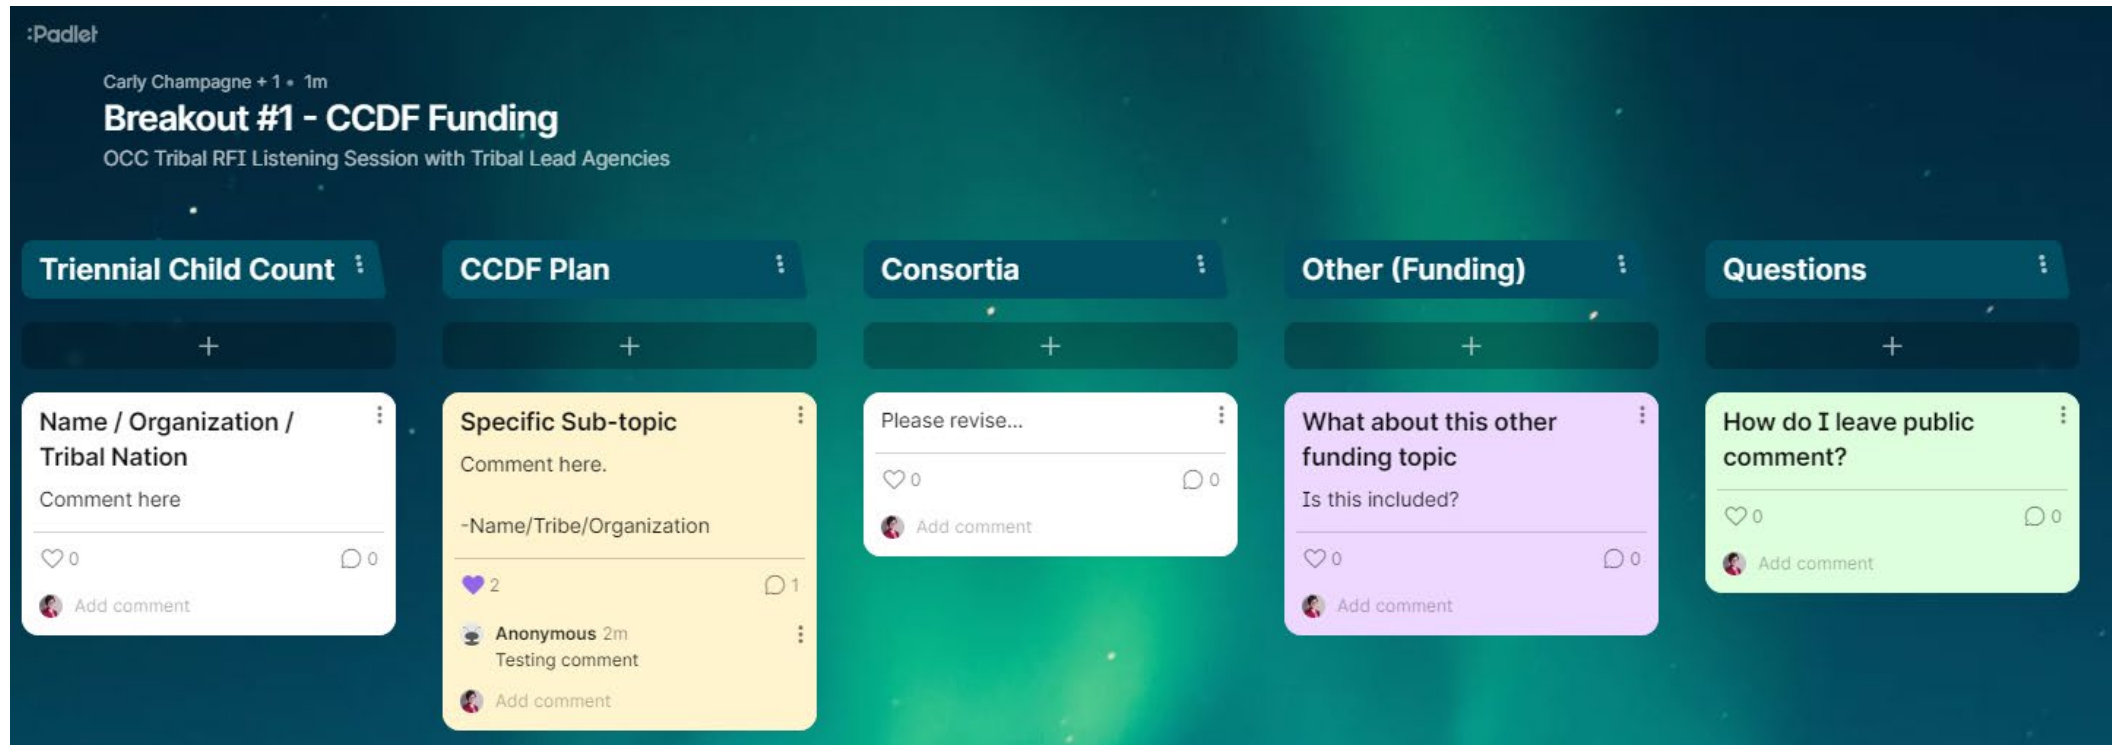 :Padlet
Carly Champagne + 1 • 1m
Breakout #1 - CCDF Funding
OCC Tribal RFI Listening Session with Tribal Lead Agencies
Triennial Child Count
Name / Organization /
Tribal Nation
Comment here
0 0
Add comment
CCDF Plan
Specific Sub-topic
Comment here.
-Name/Tribe/Organization
2 1
Anonymous 2m
Testing comment
Add comment
Consortia
Please revise...
0 0
Add comment
Other (Funding)
What about this other
funding topic
Is this included?
0 0
Add comment
Questions
How do I leave public
comment?
0 0
Add comment